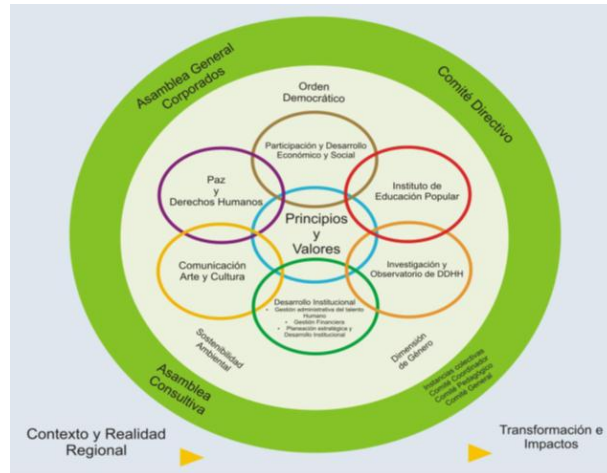 Asamblea General
Corporados
Comité Directivo
Orden
Democrático
Participación y Desarrollo
Económico y Social
Paz
y
Derechos Humanos
Instituto de
Educación Popular
Principios
y
Valores
Comunicación
Arte y Cultura
Investigación y
Observatorio de DDHH
Desarrollo Institucional
• Gestión administrativa del talento
Humano
• Gestión Financiera
• Planeación estratégica y
Desarrollo Institucional
Sostenibilidad
Ambiental
Dimensión
de Género
Asamblea
Consultiva
Instancias colectivas
Comité Coordinador
Comité Pedagógico
Comité General
Contexto y Realidad
Regional
Transformación e
Impactos